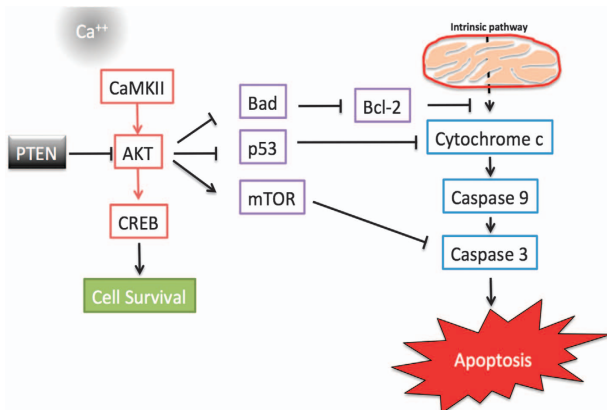 Ca⁺⁺
Intrinsic pathway
CaMKII
Bad
Bcl-2
PTEN
AKT
p53
Cytochrome c
mTOR
Caspase 9
CREB
Caspase 3
Cell Survival
Apoptosis